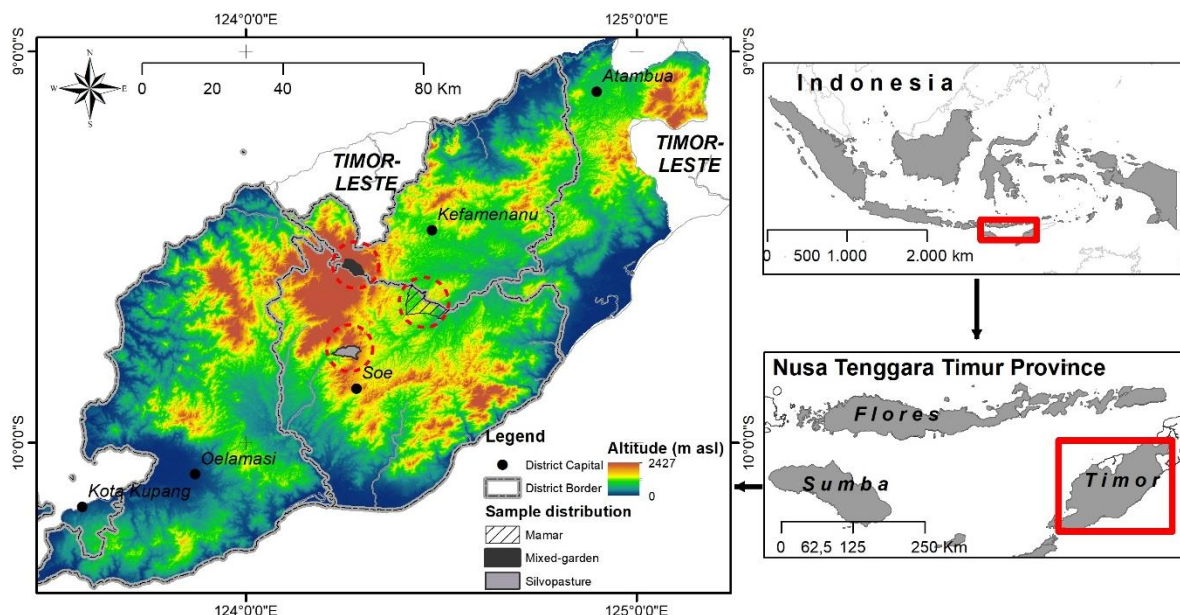 124°0'0"E
125°0'0"E
9°0'0"S
9°0'0"S
N
W
E
S
0 20 40 80 Km
Atambua
TIMOR-
LESTE
TIMOR-
LESTE
Kefamenanu
Soe
Oelamasi
Kota Kupang
10°0'0"S
10°0'0"S
Legend
District Capital
District Border
Altitude (m asl)
2427
0
Sample distribution
Mamar
Mixed-garden
Silvopasture
124°0'0"E
125°0'0"E
Indonesia
0 500 1.000 2.000 km
Nusa Tenggara Timur Province
Flores
Sumba
Timor
0 62,5 125 250 Km